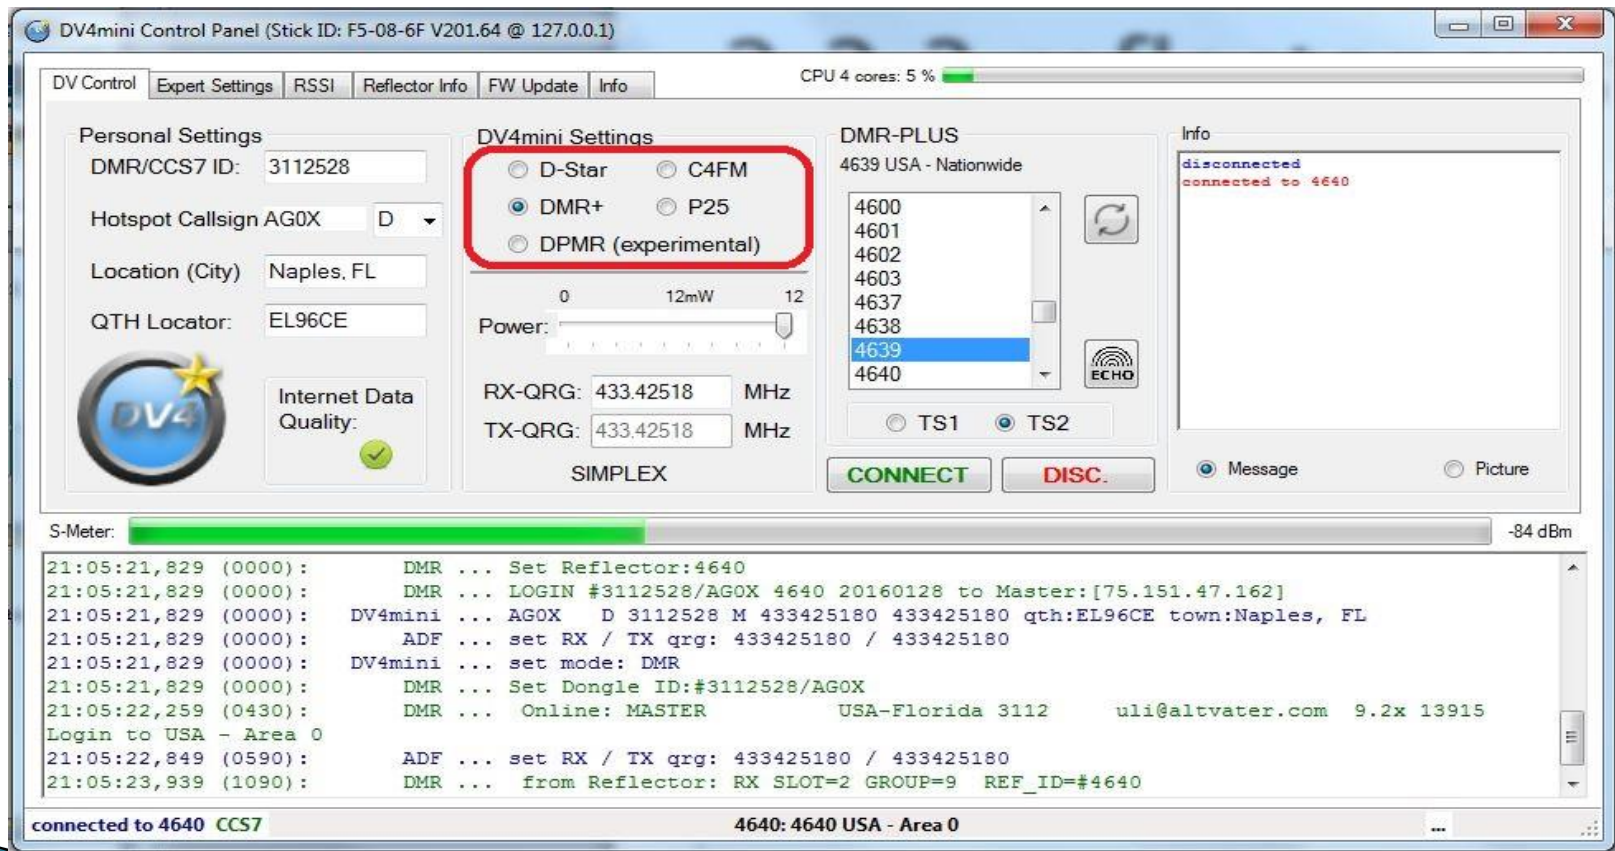 DV4mini Control Panel (Stick ID: F5-08-6F V201.64 @ 127.0.0.1)
DV Control Expert Settings RSSI Reflector Info FW Update Info
CPU 4 cores: 5 %
Personal Settings
DMR/CCS7 ID: 3112528
Hotspot Callsign AG0X D
Location (City) Naples, FL
QTH Locator: EL96CE
DV4
Internet Data
Quality:
DV4mini Settings
D-Star C4FM
DMR+ P25
DPMR (experimental)
0 12mW 12
Power:
RX-QRG: 433.42518 MHz
TX-QRG: 433.42518 MHz
SIMPLEX
DMR-PLUS
4639 USA - Nationwide
4600
4601
4602
4603
4637
4638
4639
4640
ECHO
TS1 TS2
CONNECT DISC.
Info
disconnected
connected to 4640
Message Picture
S-Meter: -84 dBm
21:05:21,829 (0000): DMR ... Set Reflector:4640
21:05:21,829 (0000): DMR ... LOGIN #3112528/AG0X 4640 20160128 to Master:[75.151.47.162]
21:05:21,829 (0000): DV4mini ... AG0X D 3112528 M 433425180 433425180 qth:EL96CE town:Naples, FL
21:05:21,829 (0000): ADF ... set RX / TX qrg: 433425180 / 433425180
21:05:21,829 (0000): DV4mini ... set mode: DMR
21:05:21,829 (0000): DMR ... Set Dongle ID:#3112528/AG0X
21:05:22,259 (0430): DMR ... Online: MASTER USA-Florida 3112 uli@altvater.com 9.2x 13915
Login to USA - Area 0
21:05:22,849 (0590): ADF ... set RX / TX qrg: 433425180 / 433425180
21:05:23,939 (1090): DMR ... from Reflector: RX SLOT=2 GROUP=9 REF_ID=#4640
connected to 4640 CCS7 4640: 4640 USA - Area 0 ...